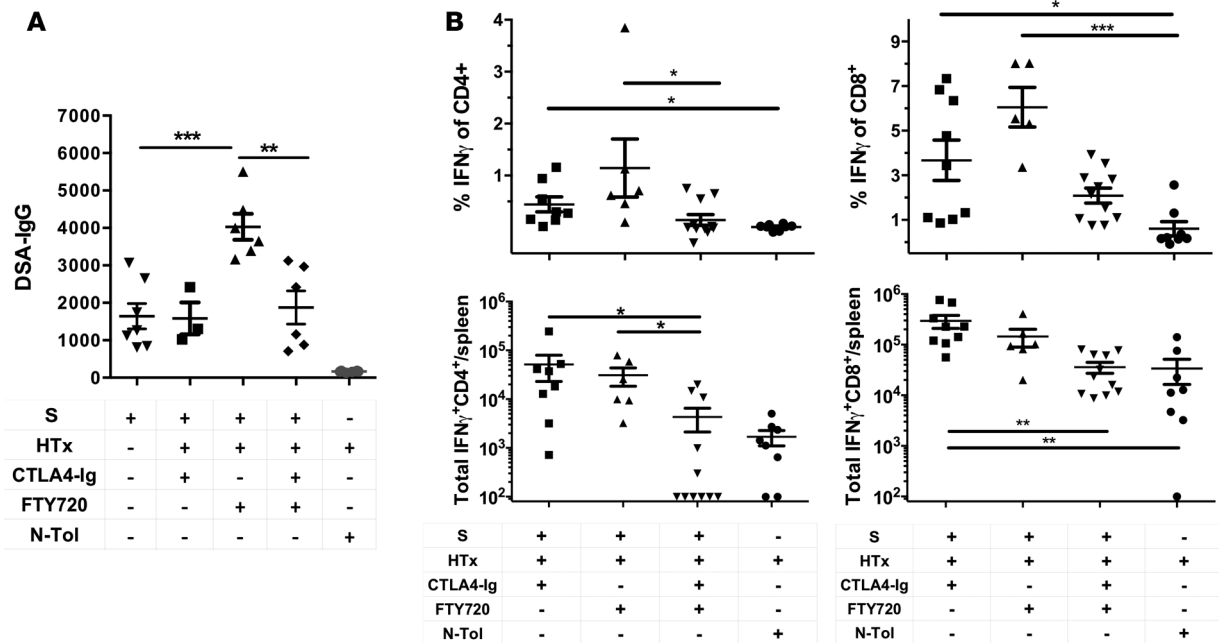 A
DSA-IgG
7000
6000
5000
4000
3000
2000
1000
0
***
**
S + + + + -
HTx - + + + +
CTLA4-Ig - + - + -
FTY720 - - + + -
N-Tol - - - - +
B
% IFNγ of CD4+
4
3
2
1
*
*
% IFNγ of CD8⁺
9
7
5
3
1
*
***
Total IFNγ⁺CD4⁺/spleen
10⁶
10⁵
10⁴
10³
10²
*
*
Total IFNγ⁺CD8⁺/spleen
10⁶
10⁵
10⁴
10³
10²
**
**
S + + + -
HTx + + + +
CTLA4-Ig + - + -
FTY720 - + + -
N-Tol - - - +
S + + + -
HTx + + + +
CTLA4-Ig + - + -
FTY720 - + + -
N-Tol - - - +